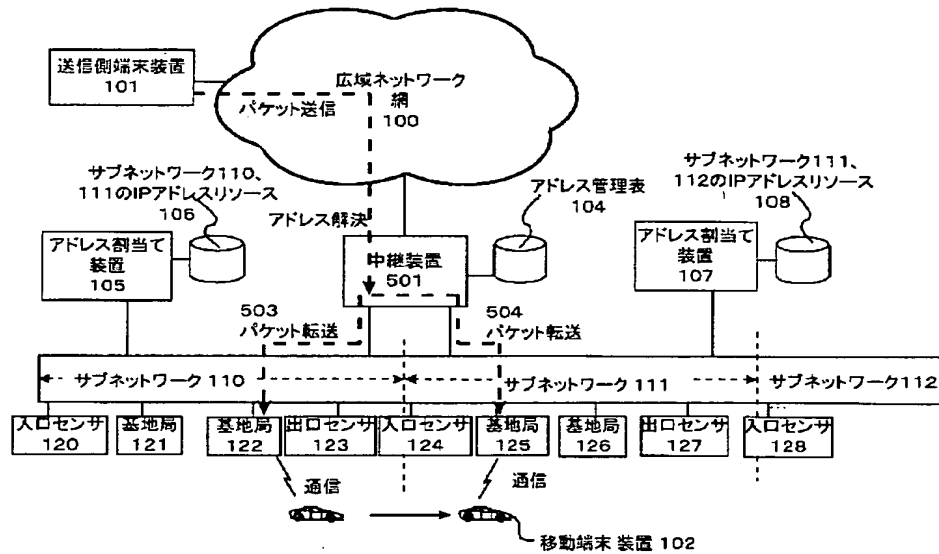 送信側端末装置
101
広域ネットワーク
網
100
パケット送信
サブネットワーク110、
111のIPアドレスリソース
106
アドレス解決
アドレス管理表
104
サブネットワーク111、
112のIPアドレスリソース
108
アドレス割当て
装置
105
中継装置
501
アドレス割当て
装置
107
503
パケット転送
504
パケット転送
サブネットワーク 110
サブネットワーク 111
サブネットワーク112
入口センサ
120
基地局
121
基地局
122
出口センサ
123
入口センサ
124
基地局
125
基地局
126
出口センサ
127
入口センサ
128
通信
通信
移動端末 装置 102